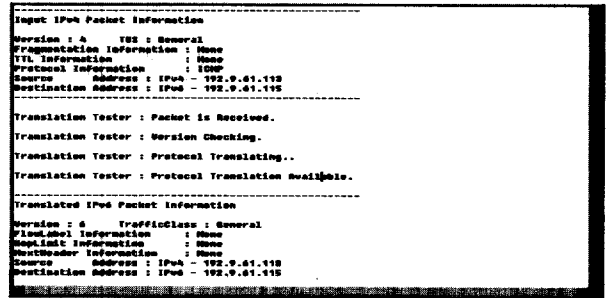 Input IPv4 Packet Information
Version : 4 TOS : General
Fragmentation Information : None
TTL Information : None
Protocol Information : ICMP
Source Address : IPv4 - 192.9.61.113
Destination Address : IPv6 - 192.9.61.115
Translation Tester : Packet is Received.
Translation Tester : Version Checking.
Translation Tester : Protocol Translating..
Translation Tester : Protocol Translation Available.
Translated IPv6 Packet Information
Version : 6 TrafficClass : General
FlowLabel Information : None
HopLimit Information : None
NextHeader Information : None
Source Address : IPv4 - 192.9.61.118
Destination Address : IPv6 - 192.9.61.115